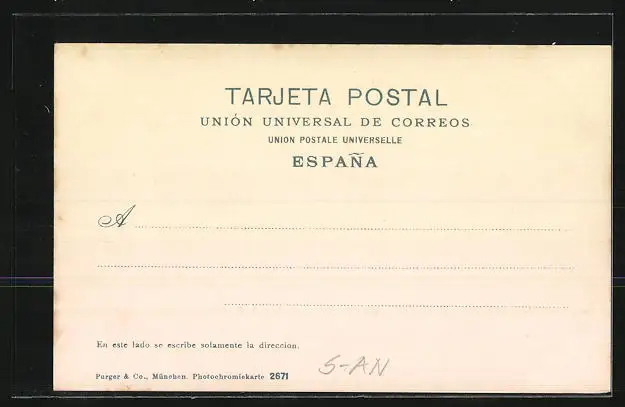 TARJETA POSTAL
UNIÓN UNIVERSAL DE CORREOS
UNION POSTALE UNIVERSELLE
ESPAÑA
A
En este lado se escribe solamente la direccion.
Purger & Co., München. Photochromiekarte 2671
S-AN